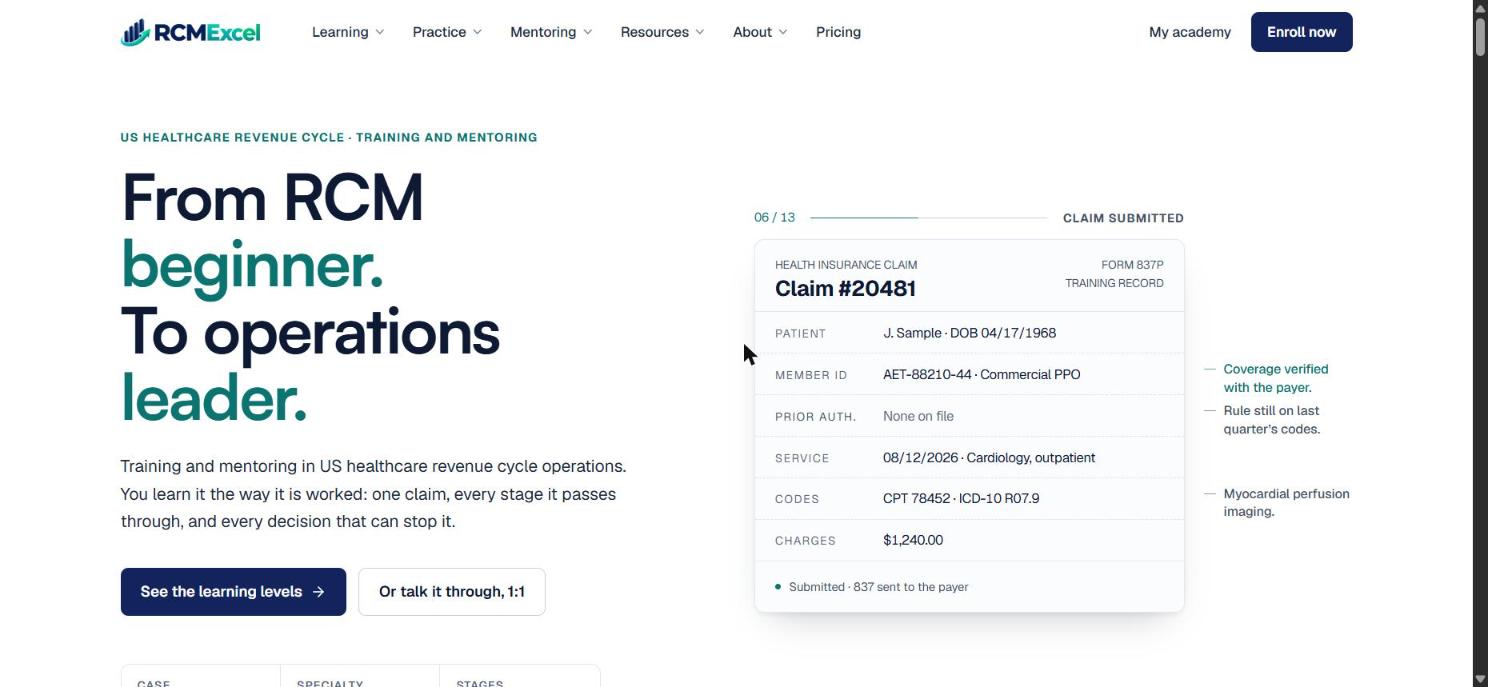 RCMExcel
Learning
Practice
Mentoring
Resources
About
Pricing
My academy
Enroll now
US HEALTHCARE REVENUE CYCLE · TRAINING AND MENTORING
From RCM
beginner.
To operations
leader.
Training and mentoring in US healthcare revenue cycle operations.
You learn it the way it is worked: one claim, every stage it passes
through, and every decision that can stop it.
See the learning levels →
Or talk it through, 1:1
CASE
SPECIALTY
STAGES
06 / 13
CLAIM SUBMITTED
HEALTH INSURANCE CLAIM
Claim #20481
FORM 837P
TRAINING RECORD
PATIENT J. Sample · DOB 04/17/1968
MEMBER ID AET-88210-44 · Commercial PPO
PRIOR AUTH. None on file
SERVICE 08/12/2026 · Cardiology, outpatient
CODES CPT 78452 · ICD-10 R07.9
CHARGES $1,240.00
Submitted · 837 sent to the payer
Coverage verified
with the payer.
Rule still on last
quarter's codes.
Myocardial perfusion
imaging.